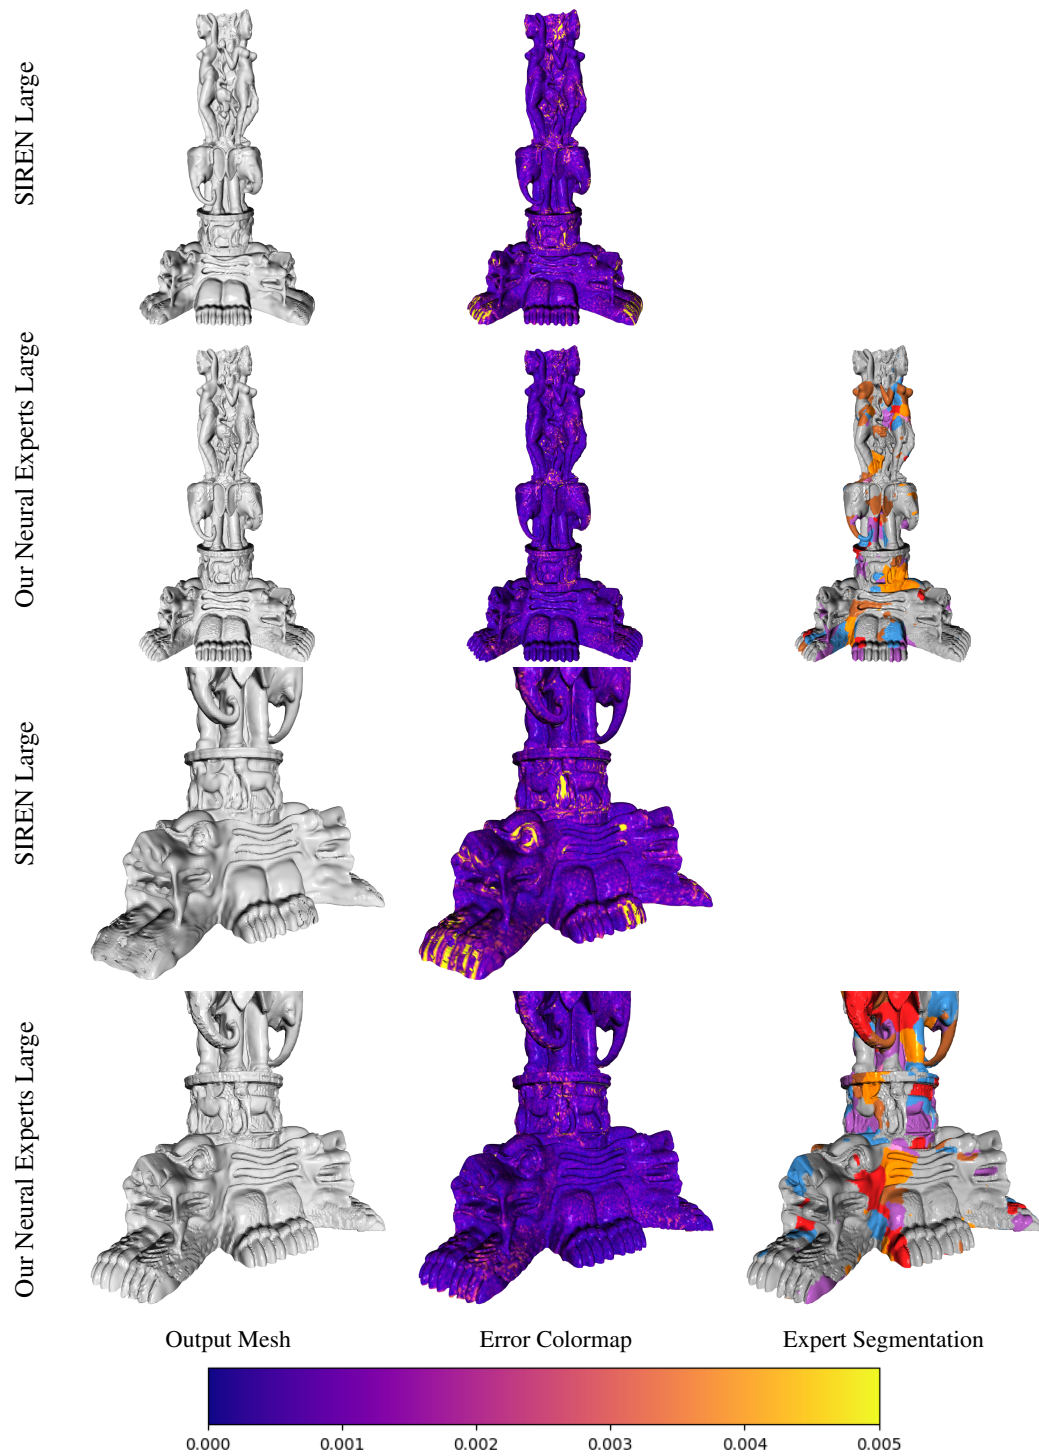 SIREN Large
Our Neural Experts Large
SIREN Large
Our Neural Experts Large
Output Mesh Error Colormap Expert Segmentation
0.000 0.001 0.002 0.003 0.004 0.005